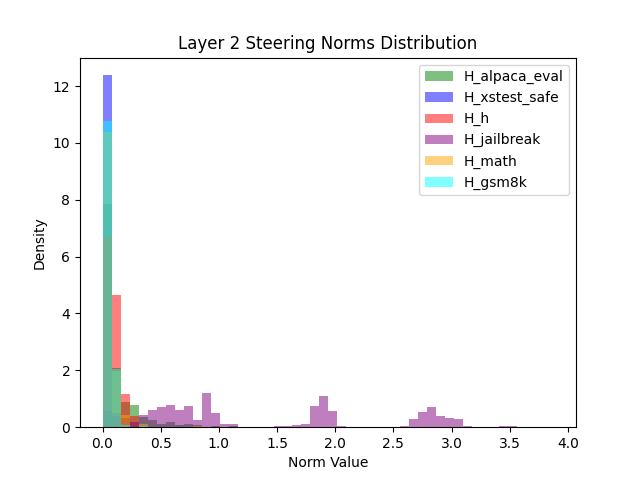 Layer 2 Steering Norms Distribution
H_alpaca_eval
H_xstest_safe
H_h
H_jailbreak
H_math
H_gsm8k
12
10
8
6
4
2
0
Density
0.0 0.5 1.0 1.5 2.0 2.5 3.0 3.5 4.0
Norm Value